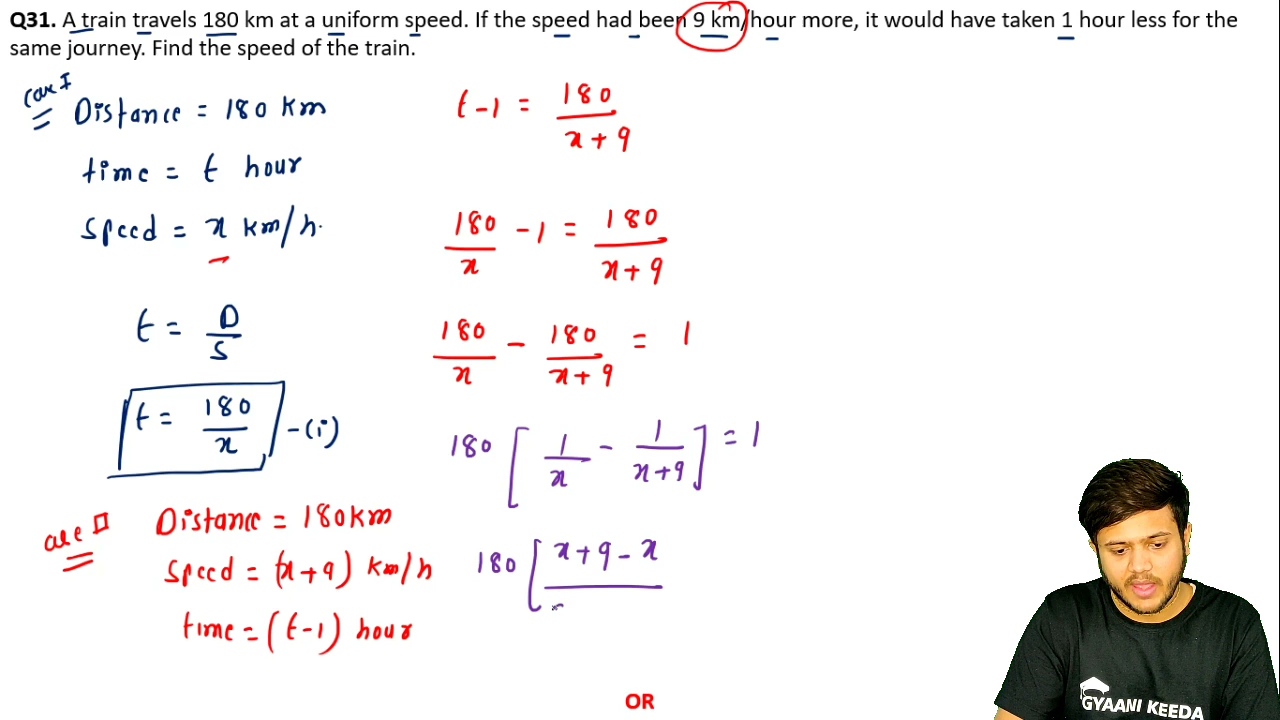 Q31. A train travels 180 km at a uniform speed. If the speed had been 9 km/hour more, it would have taken 1 hour less for the
same journey. Find the speed of the train.
Case I
Distance = 180 km
time = t hour
speed = x km/h.
t = D/S
t = 180/x -(i)
Case II
Distance = 180km
speed = (x+9) km/h
time = (t-1) hour
t-1 = 180/x+9
180/x -1 = 180/x+9
180/x - 180/x+9 = 1
180 [ 1/x - 1/x+9 ] = 1
180 [ x+9-x
OR
GYAANI KEEDA